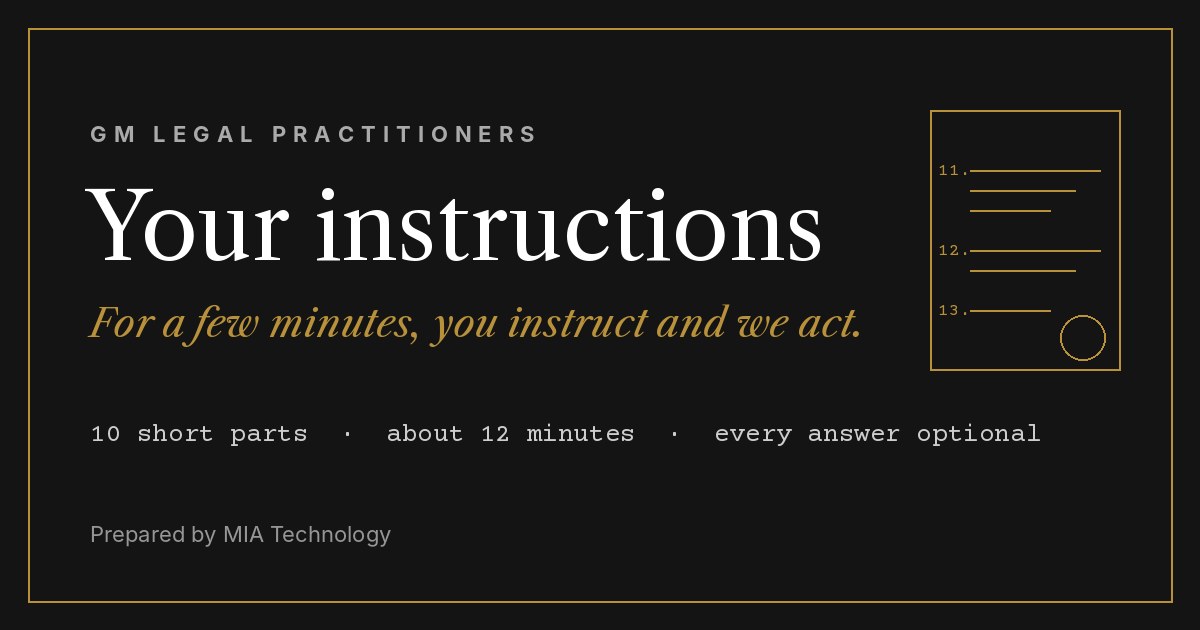 GM LEGAL PRACTITIONERS
Your instructions
For a few minutes, you instruct and we act.
11.
12.
13.
10 short parts · about 12 minutes · every answer optional
Prepared by MIA Technology